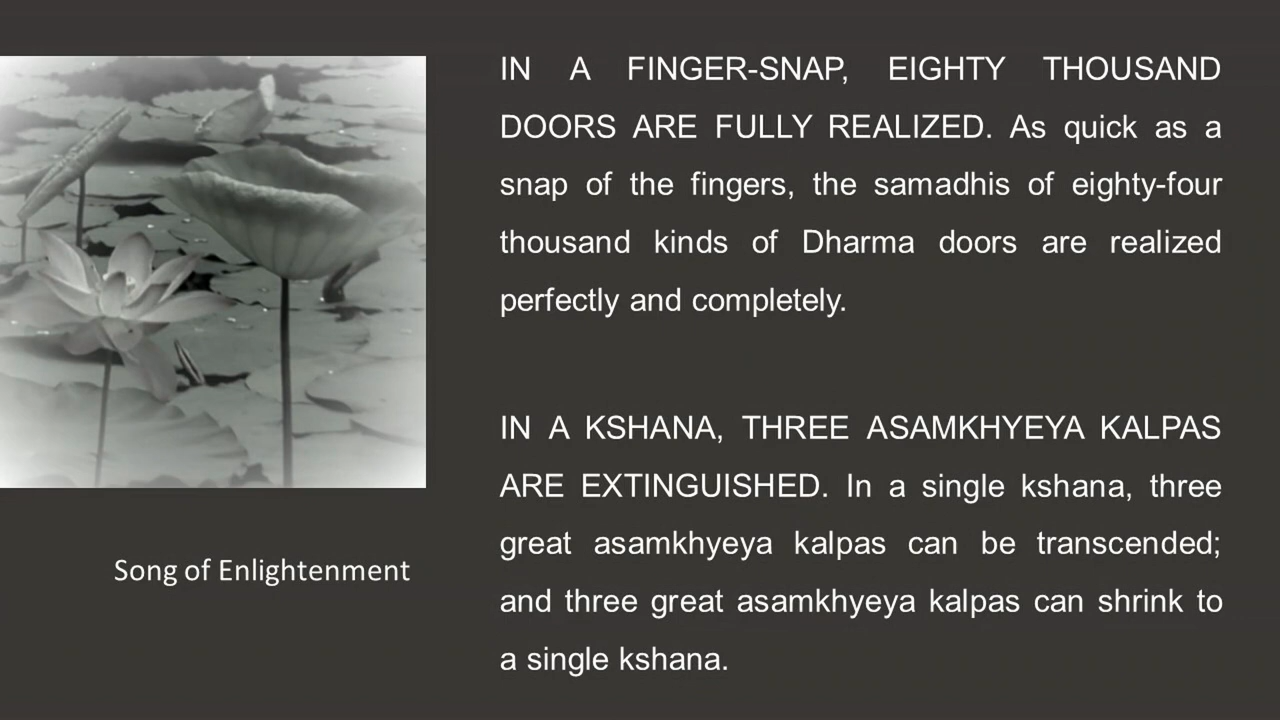 IN A FINGER-SNAP, EIGHTY THOUSAND
DOORS ARE FULLY REALIZED. As quick as a
snap of the fingers, the samadhis of eighty-four
thousand kinds of Dharma doors are realized
perfectly and completely.
IN A KSHANA, THREE ASAMKHYEYA KALPAS
ARE EXTINGUISHED. In a single kshana, three
great asamkhyeya kalpas can be transcended;
and three great asamkhyeya kalpas can shrink to
a single kshana.
Song of Enlightenment